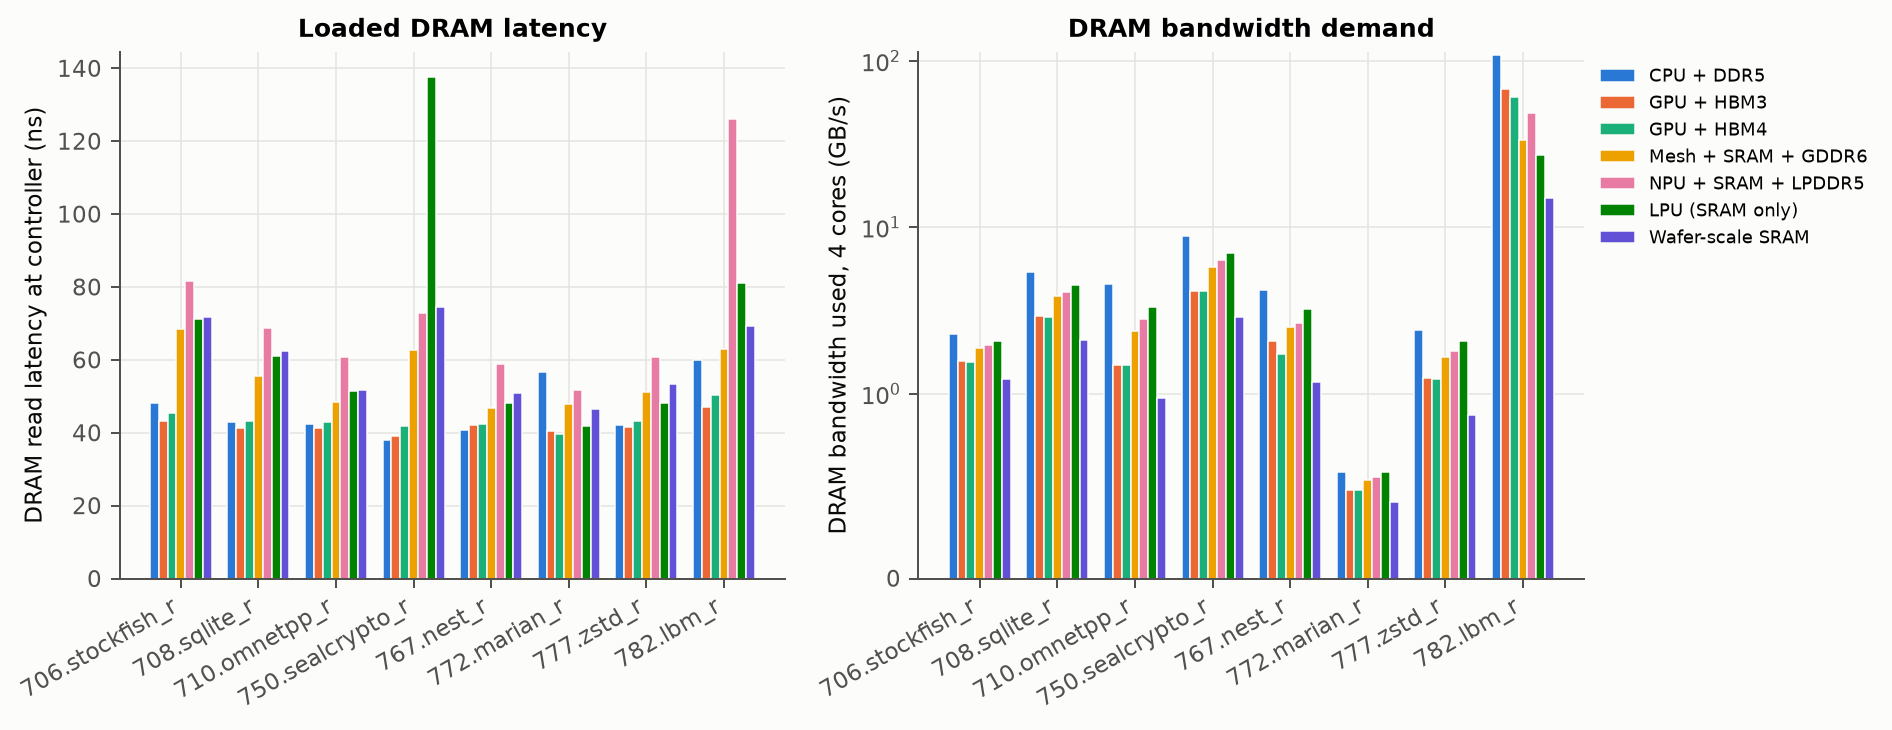 Loaded DRAM latency
DRAM read latency at controller (ns)
140
120
100
80
60
40
20
0
706.stockfish_r
708.sqlite_r
710.omnetpp_r
750.sealcrypto_r
767.nest_r
772.marian_r
777.zstd_r
782.lbm_r
DRAM bandwidth demand
DRAM bandwidth used, 4 cores (GB/s)
10²
10¹
10⁰
0
706.stockfish_r
708.sqlite_r
710.omnetpp_r
750.sealcrypto_r
767.nest_r
772.marian_r
777.zstd_r
782.lbm_r
CPU + DDR5
GPU + HBM3
GPU + HBM4
Mesh + SRAM + GDDR6
NPU + SRAM + LPDDR5
LPU (SRAM only)
Wafer-scale SRAM